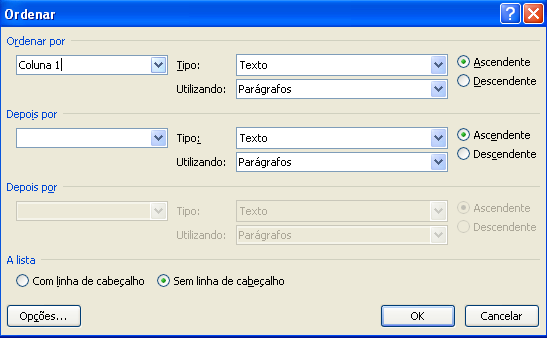 Ordenar
Ordenar por
Coluna 1 Tipo: Texto Ascendente
Descendente
Utilizando: Parágrafos
Depois por
Tipo: Texto Ascendente
Descendente
Utilizando: Parágrafos
Depois por
Tipo: Texto Ascendente
Descendente
Utilizando: Parágrafos
A lista
Com linha de cabeçalho Sem linha de cabeçalho
Opções... OK Cancelar